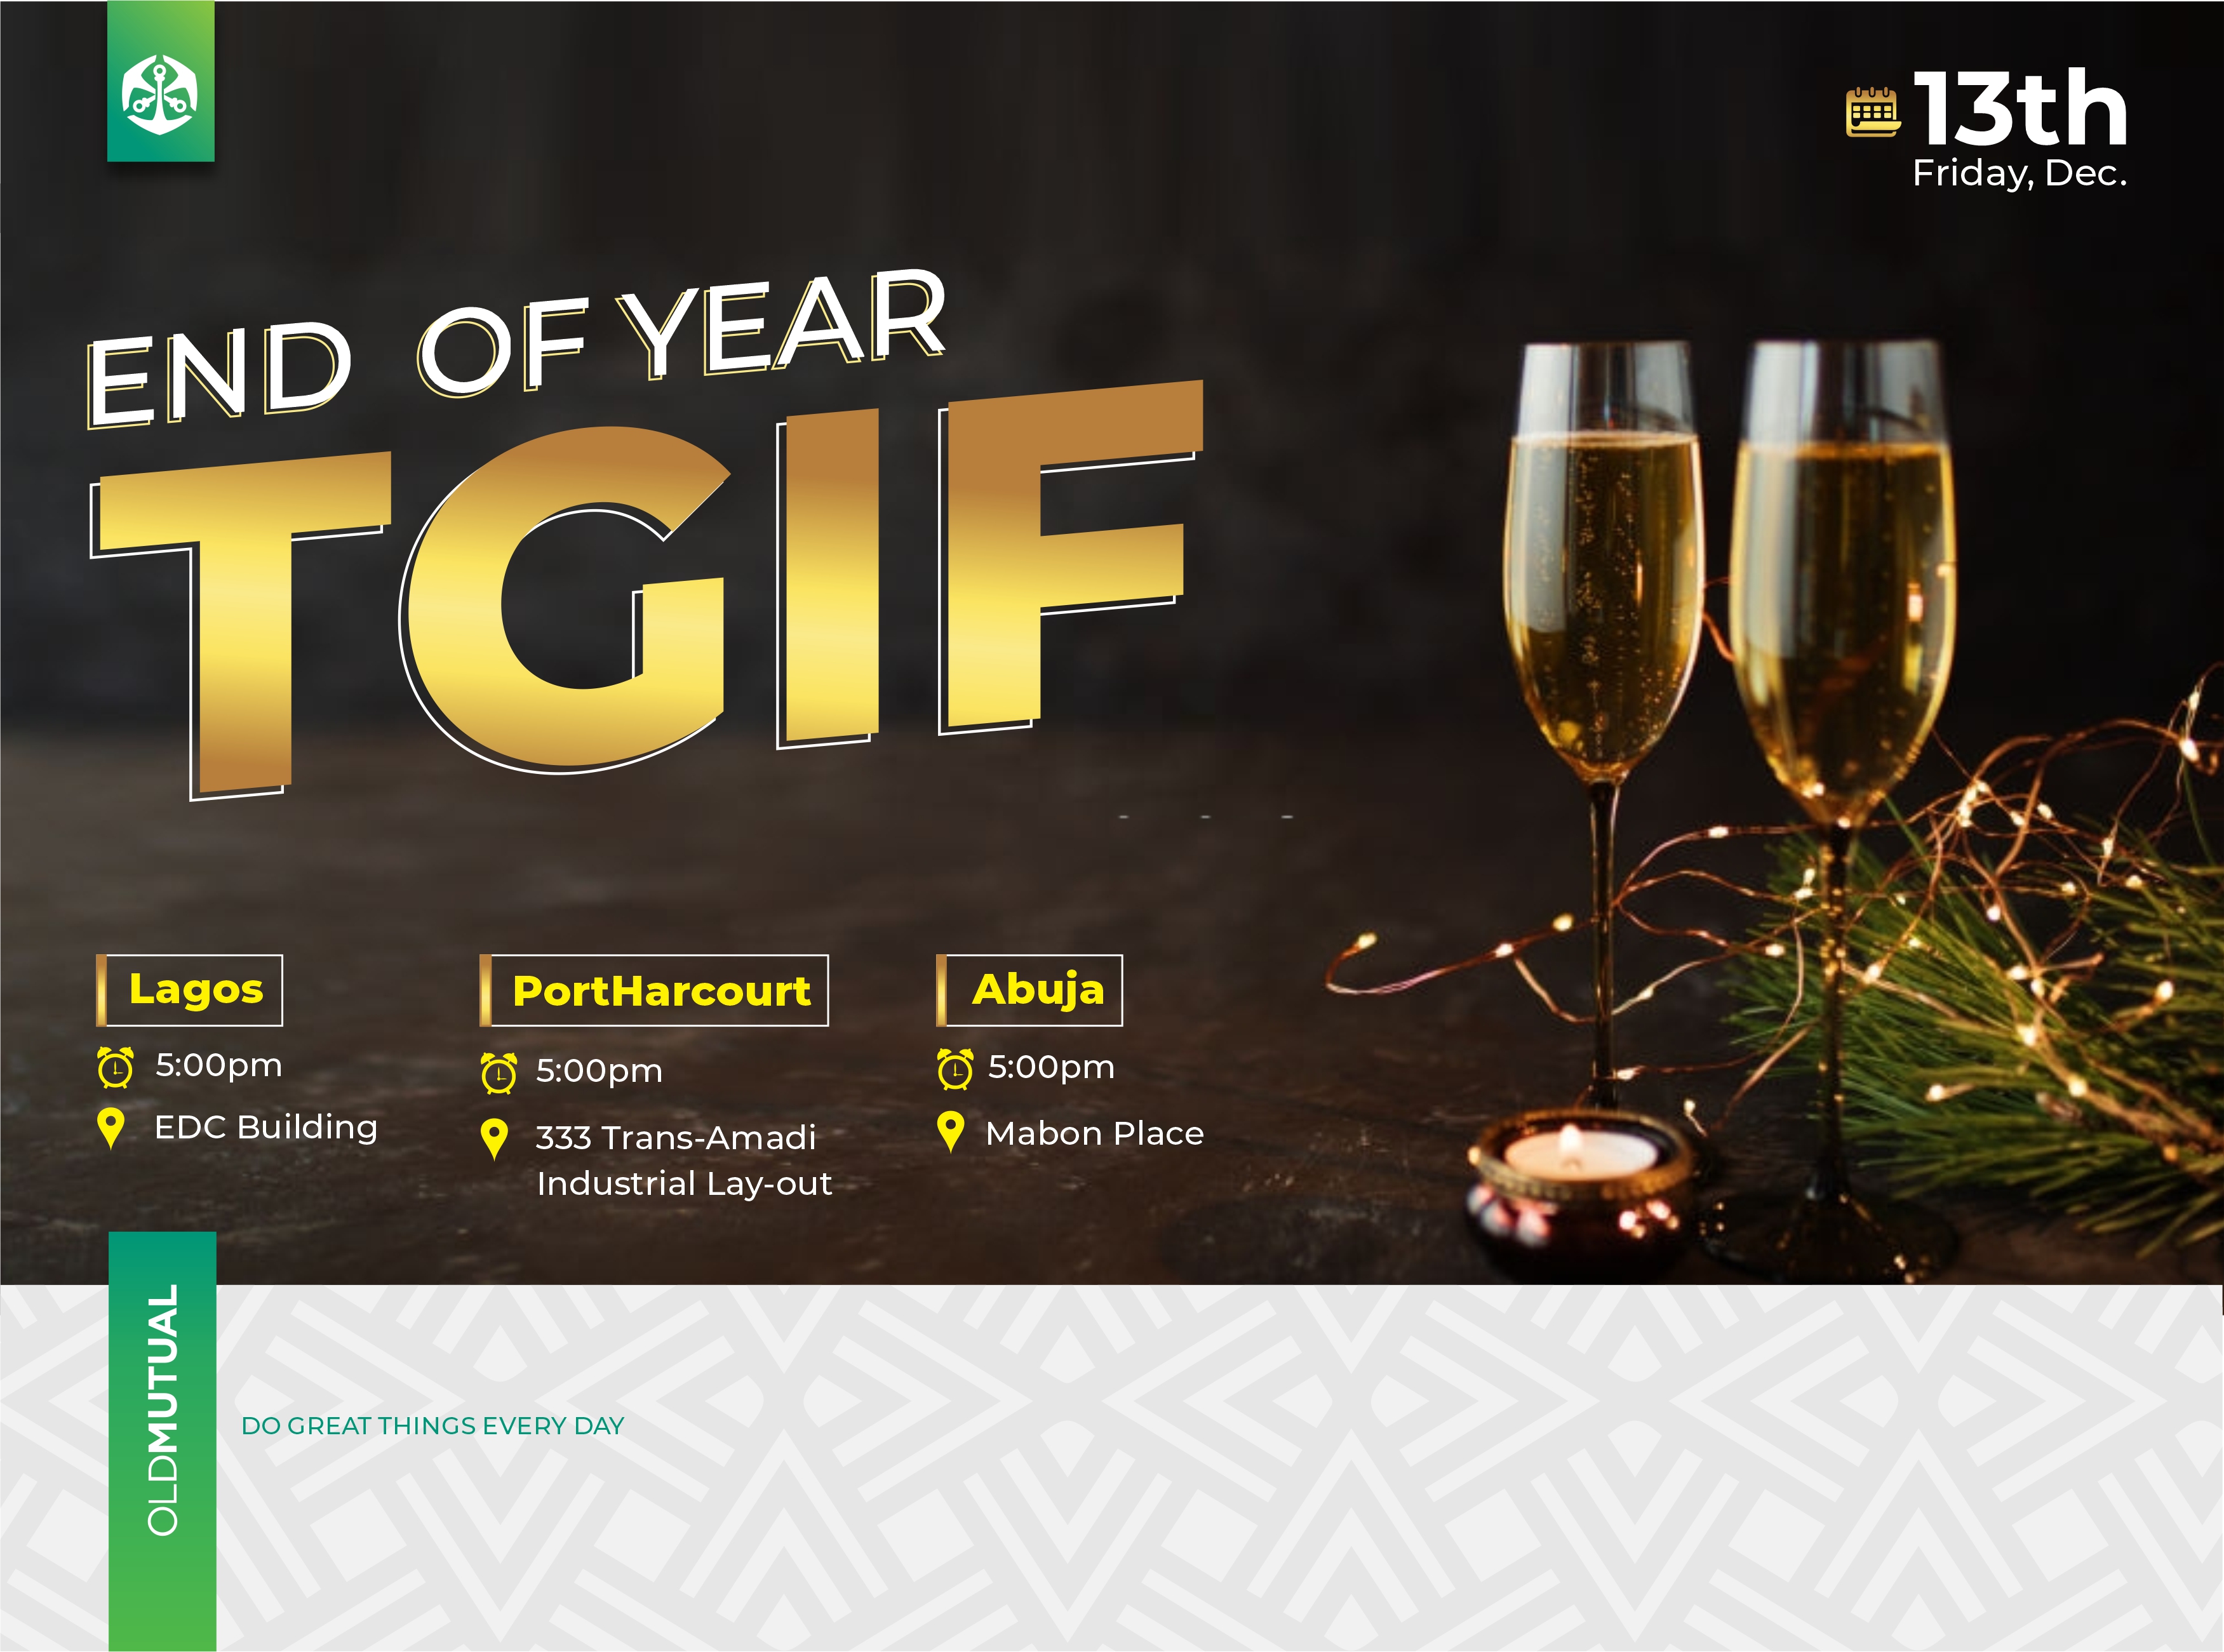 13th
Friday, Dec.
END OF YEAR
TGIF
Lagos
5:00pm
EDC Building
PortHarcourt
5:00pm
333 Trans-Amadi
Industrial Lay-out
Abuja
5:00pm
Mabon Place
OLDMUTUAL
DO GREAT THINGS EVERY DAY